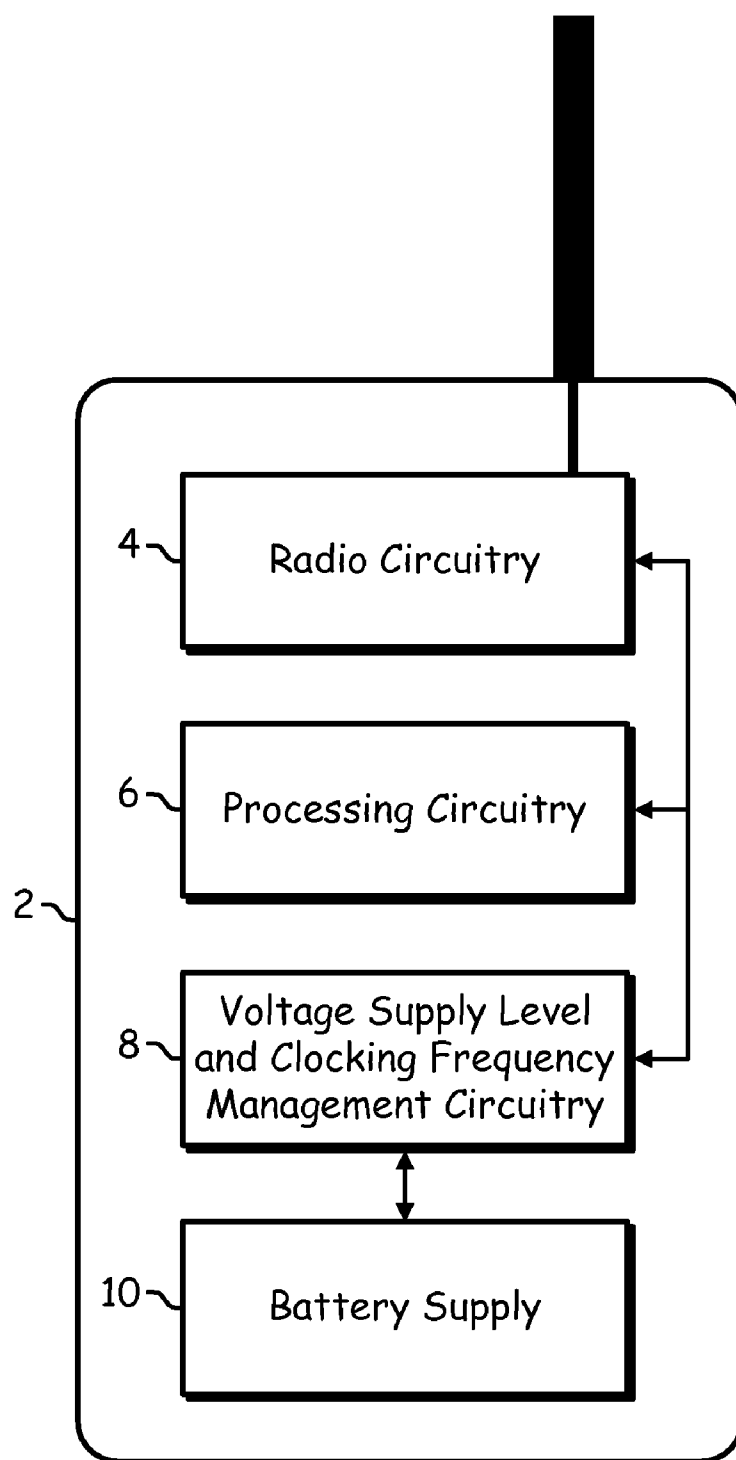 4
Radio Circuitry
6
Processing Circuitry
2
8
Voltage Supply Level
and Clocking Frequency
Management Circuitry
10
Battery Supply